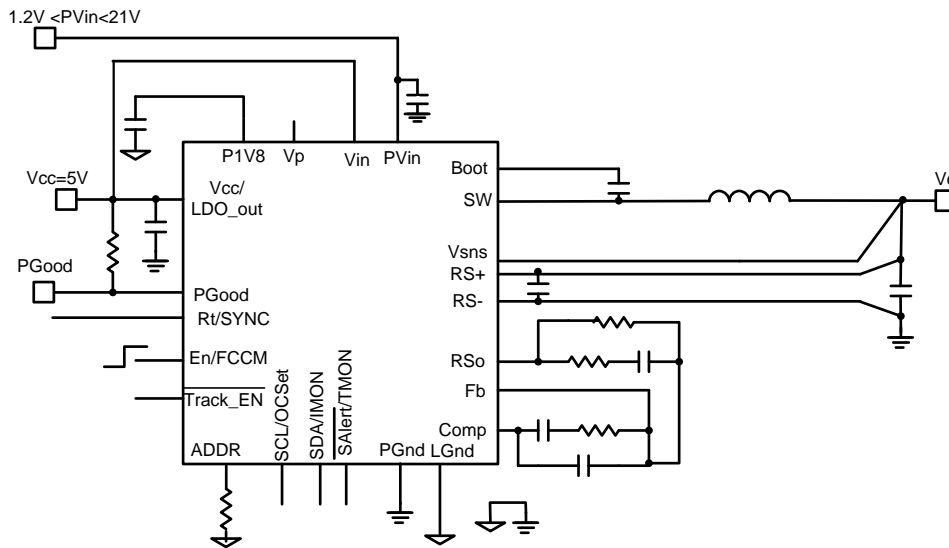 1.2V <PVin<21V
P1V8
Vp
Vin
PVin
Boot
SW
Vcc=5V
Vcc/
LDO_out
Vsns
RS+
RS-
PGood
PGood
Rt/SYNC
En/FCCM
RSo
Fb
Track_EN
Comp
ADDR
SCL/OCSet
SDA/IMON
SAlert/TMON
PGnd
LGnd